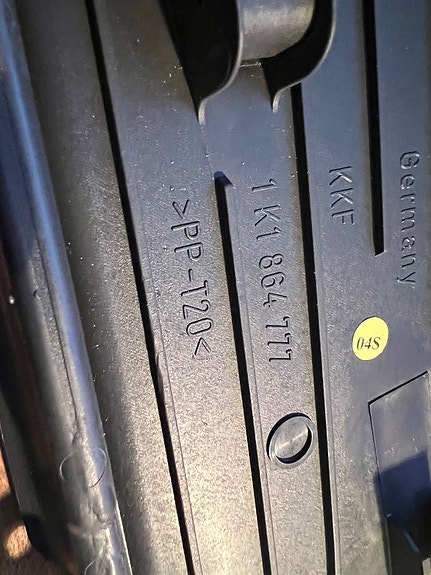 Germany
KKF
1K1 864 777
>PP-T20<
04S